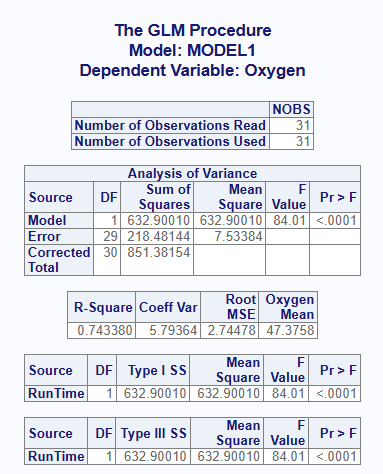 The GLM Procedure
Model: MODEL1
Dependent Variable: Oxygen
NOBS
Number of Observations Read 31
Number of Observations Used 31
Analysis of Variance
Source DF Sum of Squares Mean Square F Value Pr > F
Model 1 632.90010 632.90010 84.01 <.0001
Error 29 218.48144 7.53384
Corrected Total 30 851.38154
R-Square Coeff Var Root MSE Oxygen Mean
0.743380 5.79364 2.74478 47.3758
Source DF Type I SS Mean Square F Value Pr > F
RunTime 1 632.90010 632.90010 84.01 <.0001
Source DF Type III SS Mean Square F Value Pr > F
RunTime 1 632.90010 632.90010 84.01 <.0001